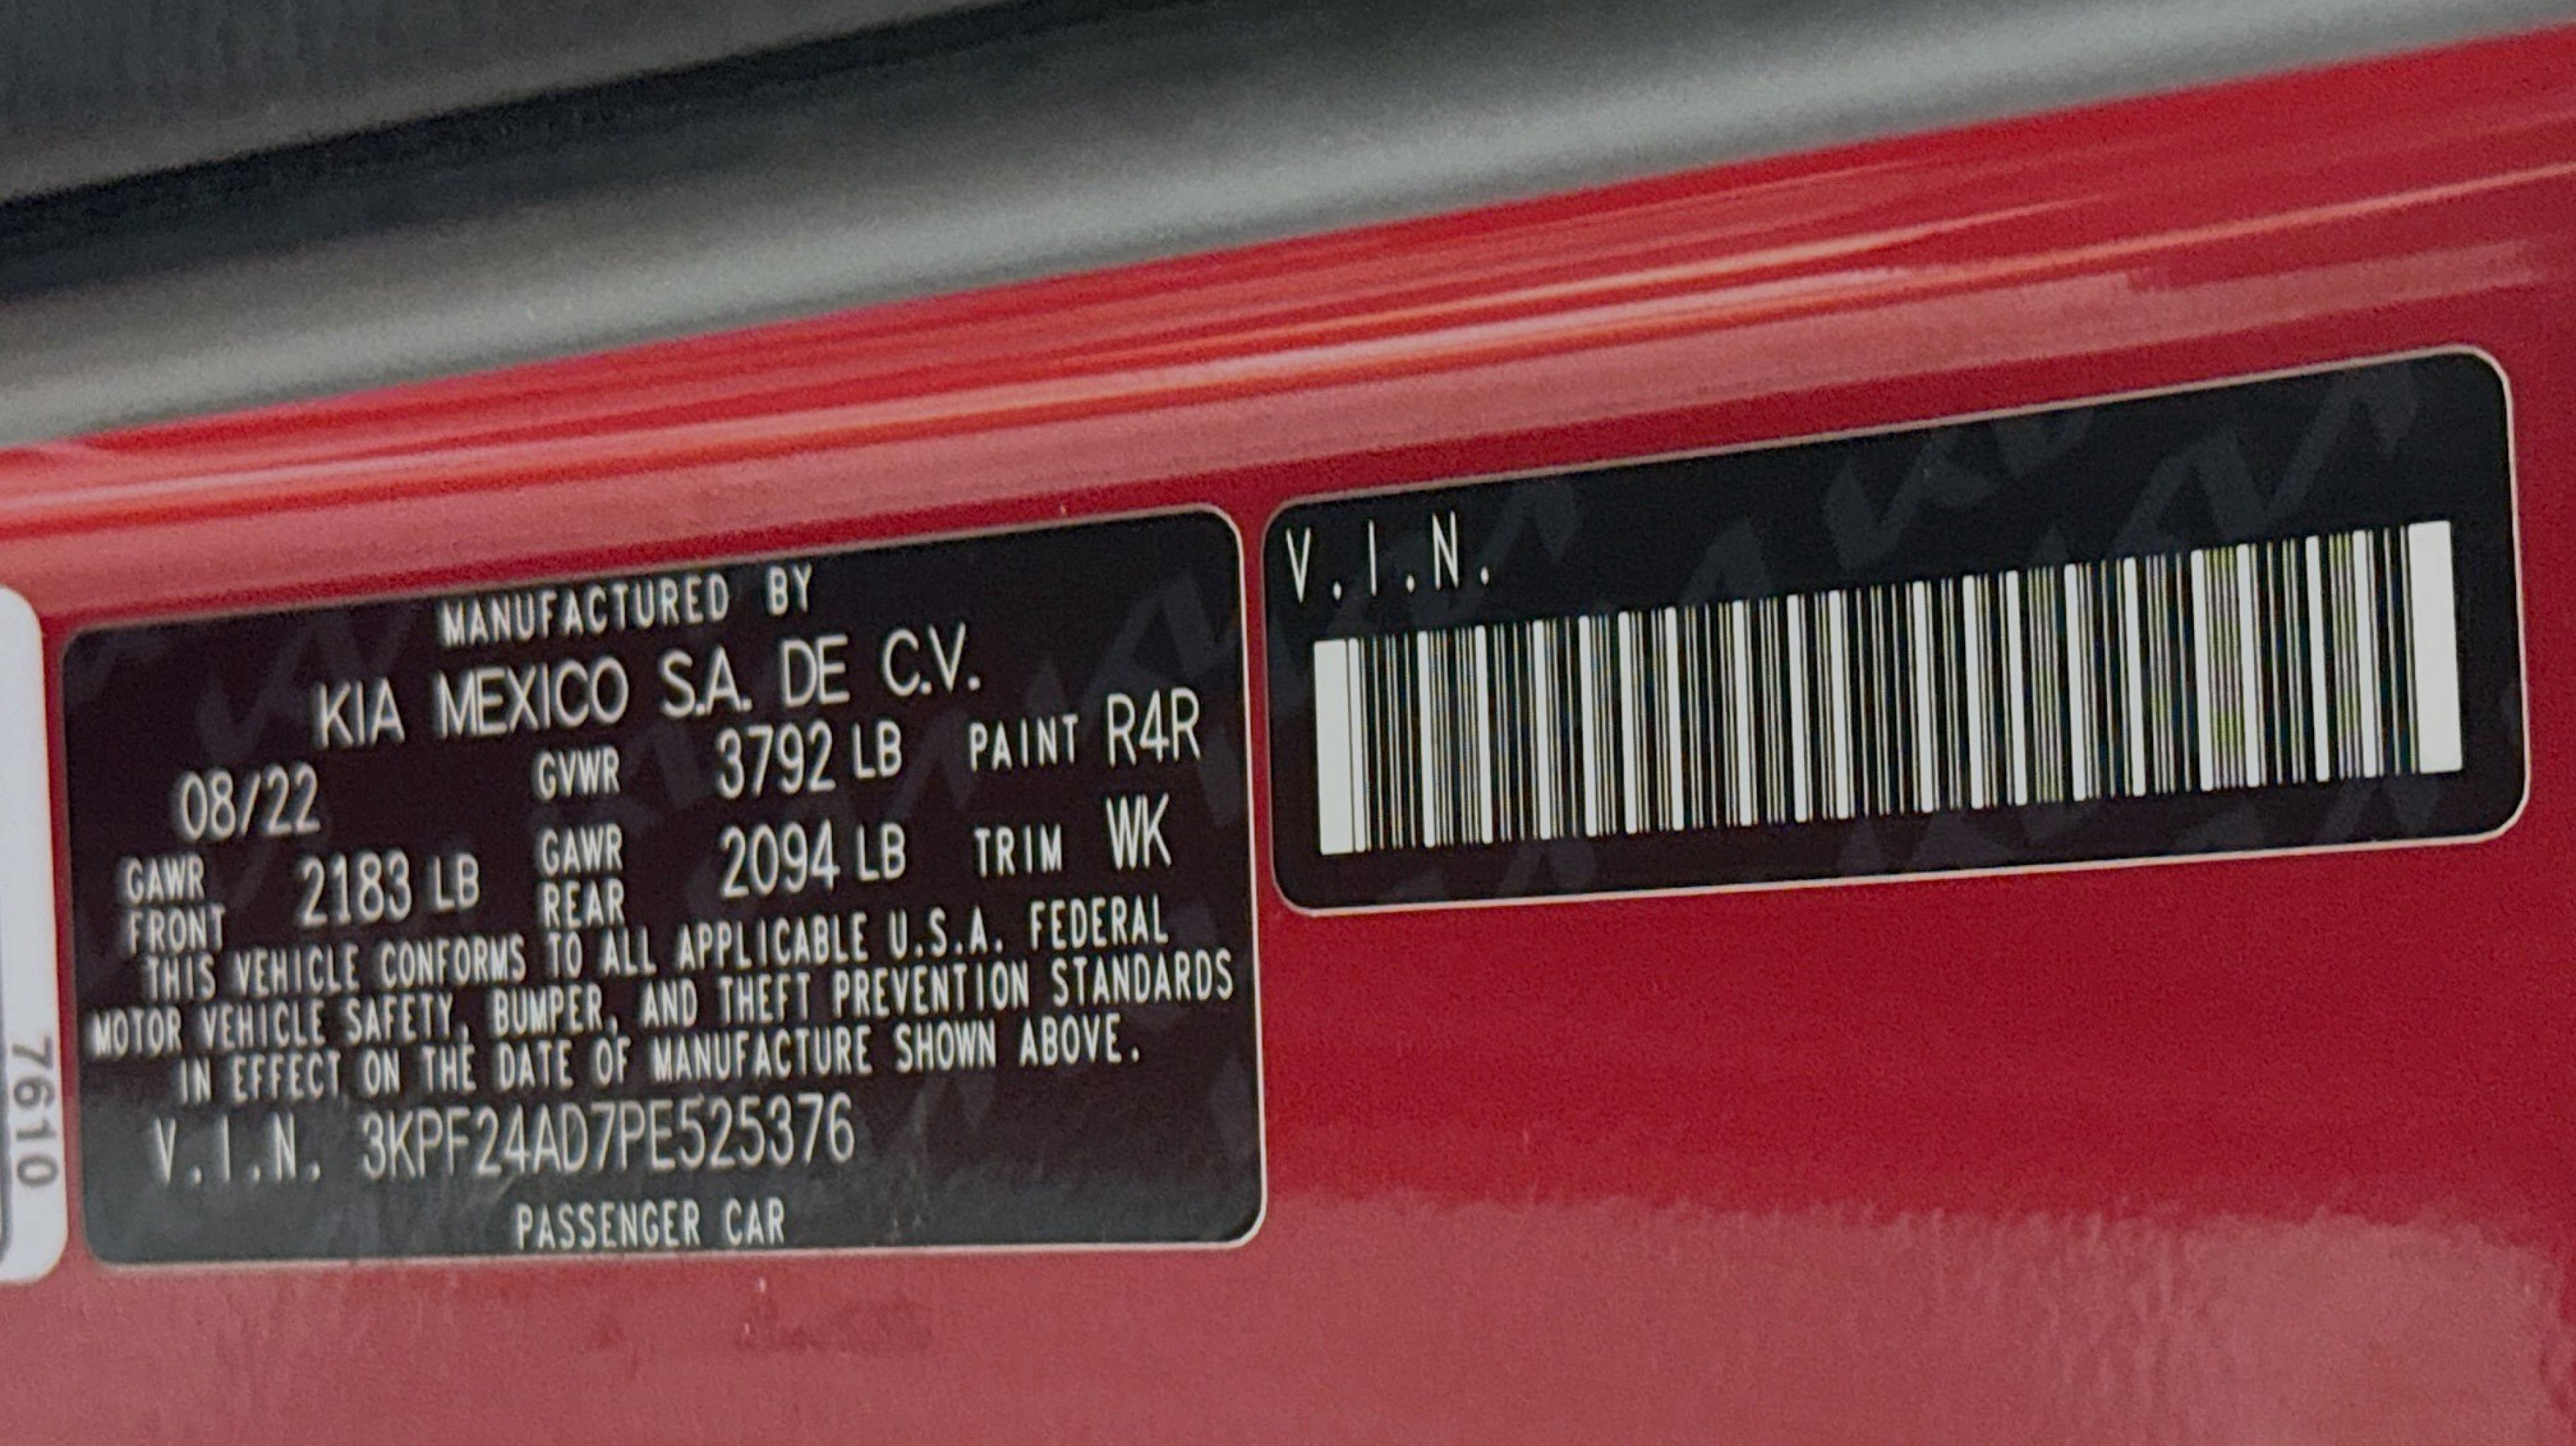 MANUFACTURED BY
KIA MEXICO S.A. DE C.V.
08/22 GVWR 3792 LB PAINT R4R
GAWR FRONT 2183 LB GAWR REAR 2094 LB TRIM WK
THIS VEHICLE CONFORMS TO ALL APPLICABLE U.S.A. FEDERAL
MOTOR VEHICLE SAFETY, BUMPER, AND THEFT PREVENTION STANDARDS
IN EFFECT ON THE DATE OF MANUFACTURE SHOWN ABOVE.
V.I.N. 3KPF24AD7PE525376
PASSENGER CAR
V.I.N.
7610